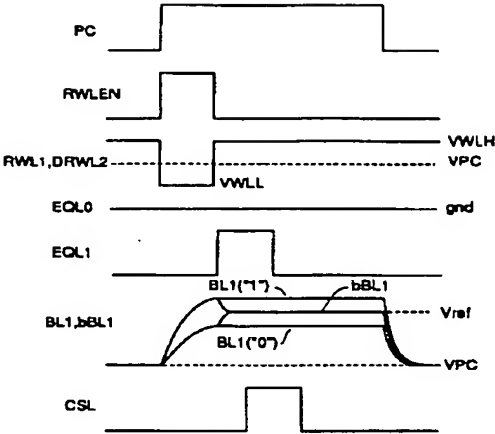 PC
RWLEN
VWLH
RWL1,DRWL2
VPC
VWLL
EQL0
gnd
EQL1
BL1("1")
bBL1
Vref
BL1,bBL1
BL1("0")
VPC
CSL